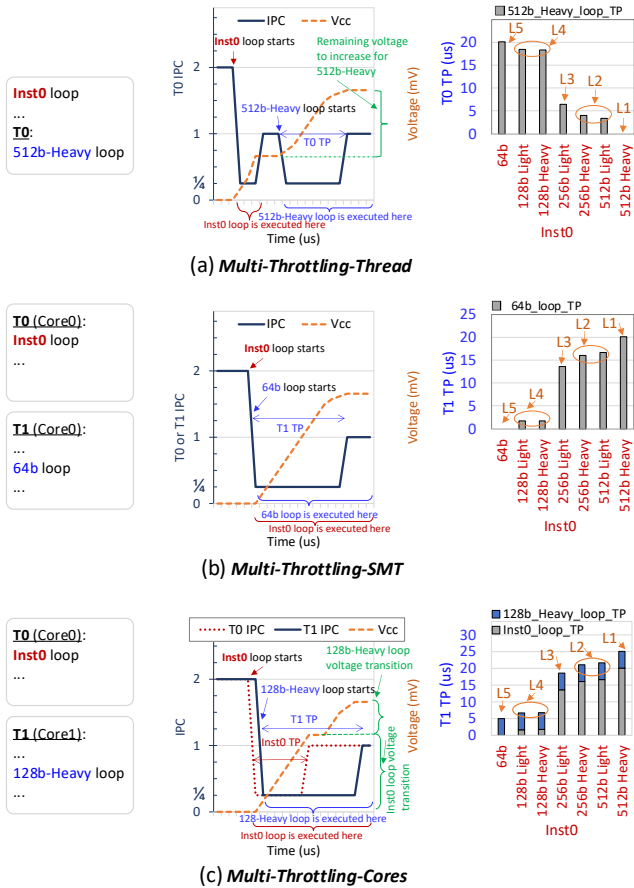 Inst0 loop
...
T0:
512b-Heavy loop
IPC
Vcc
Inst0 loop starts
Remaining voltage
to increase for
512b-Heavy
512b-Heavy loop starts
T0 TP
T0 IPC
2
1
¼
0
Voltage (mV)
Inst0 loop is executed here
512b-Heavy loop is executed here
Time (us)
512b_Heavy_loop_TP
T0 TP (us)
25
20
15
10
5
0
L5
L4
L3
L2
L1
64b
128b Light
128b Heavy
256b Light
256b Heavy
512b Light
512b Heavy
Inst0
(a) Multi-Throttling-Thread
T0 (Core0):
Inst0 loop
...
T1 (Core0):
...
64b loop
...
IPC
Vcc
Inst0 loop starts
64b loop starts
T1 TP
T0 or T1 IPC
2
1
¼
0
Voltage (mV)
64b loop is executed here
Inst0 loop is executed here
Time (us)
64b_loop_TP
T1 TP (us)
25
20
15
10
5
0
L5
L4
L3
L2
L1
64b
128b Light
128b Heavy
256b Light
256b Heavy
512b Light
512b Heavy
Inst0
(b) Multi-Throttling-SMT
T0 (Core0):
Inst0 loop
...
T1 (Core1):
...
128b-Heavy loop
...
T0 IPC
T1 IPC
Vcc
Inst0 loop starts
128b-Heavy loop
voltage transition
128b-Heavy loop starts
T1 TP
Inst0 TP
IPC
2
1
¼
0
Voltage (mV)
Inst0 loop voltage
transition
128-Heavy loop is executed here
Inst0 loop is executed here
Time (us)
128b_Heavy_loop_TP
Inst0_loop_TP
T1 TP (us)
30
25
20
15
10
5
0
L5
L4
L3
L2
L1
64b
128b Light
128b Heavy
256b Light
256b Heavy
512b Light
512b Heavy
Inst0
(c) Multi-Throttling-Cores